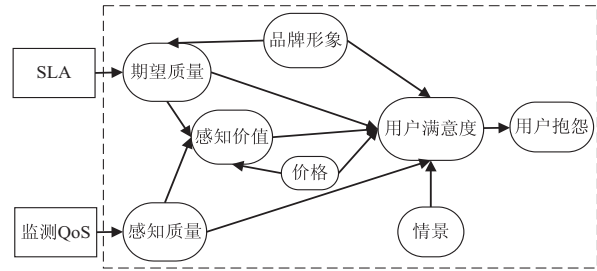 品牌形象
SLA
期望质量
感知价值
用户满意度
用户抱怨
价格
监测QoS
感知质量
情景